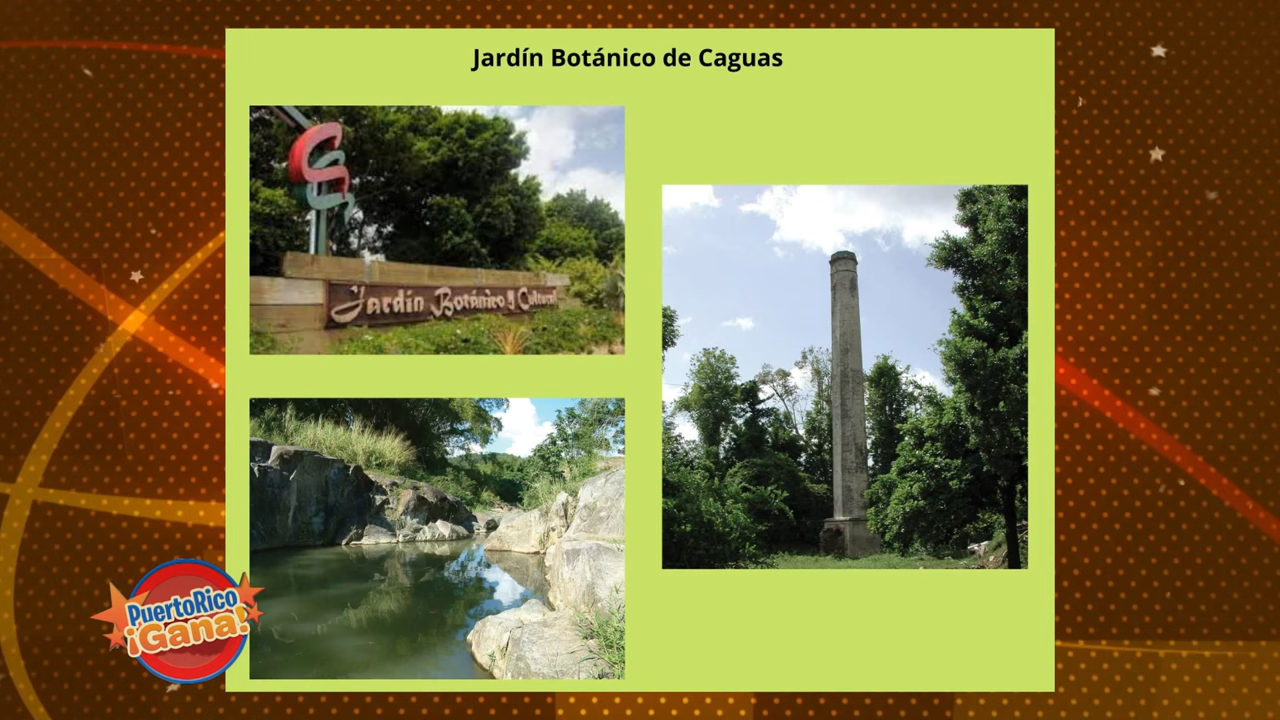 Jardín Botánico de Caguas
Jardín Botánico y Cultural
PuertoRico
¡Gana!